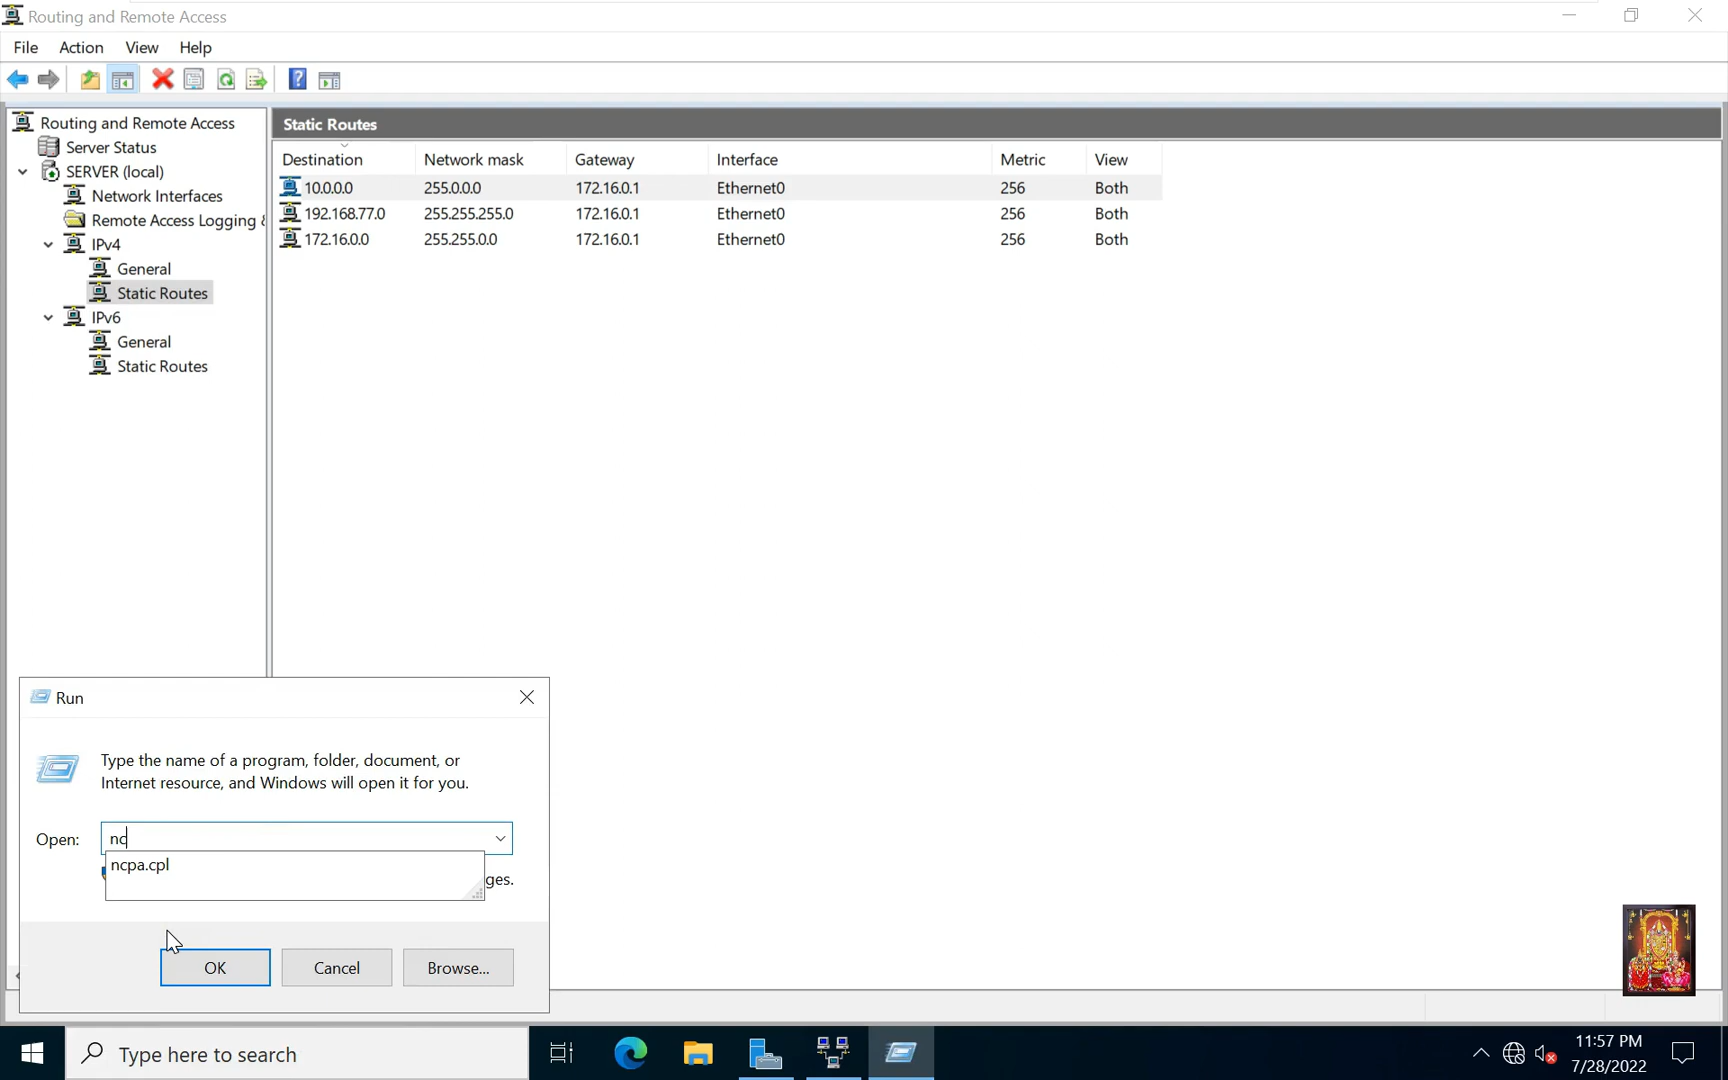 Routing and Remote Access
File Action View Help
Routing and Remote Access
Server Status
SERVER (local)
Network Interfaces
Remote Access Logging &
IPv4
General
Static Routes
IPv6
General
Static Routes
Static Routes
Destination Network mask Gateway Interface Metric View
10.0.0.0 255.0.0.0 172.16.0.1 Ethernet0 256 Both
192.168.77.0 255.255.255.0 172.16.0.1 Ethernet0 256 Both
172.16.0.0 255.255.0.0 172.16.0.1 Ethernet0 256 Both
Run
Type the name of a program, folder, document, or
Internet resource, and Windows will open it for you.
Open: nc
ncpa.cpl
ges.
OK Cancel Browse...
Type here to search
11:57 PM
7/28/2022